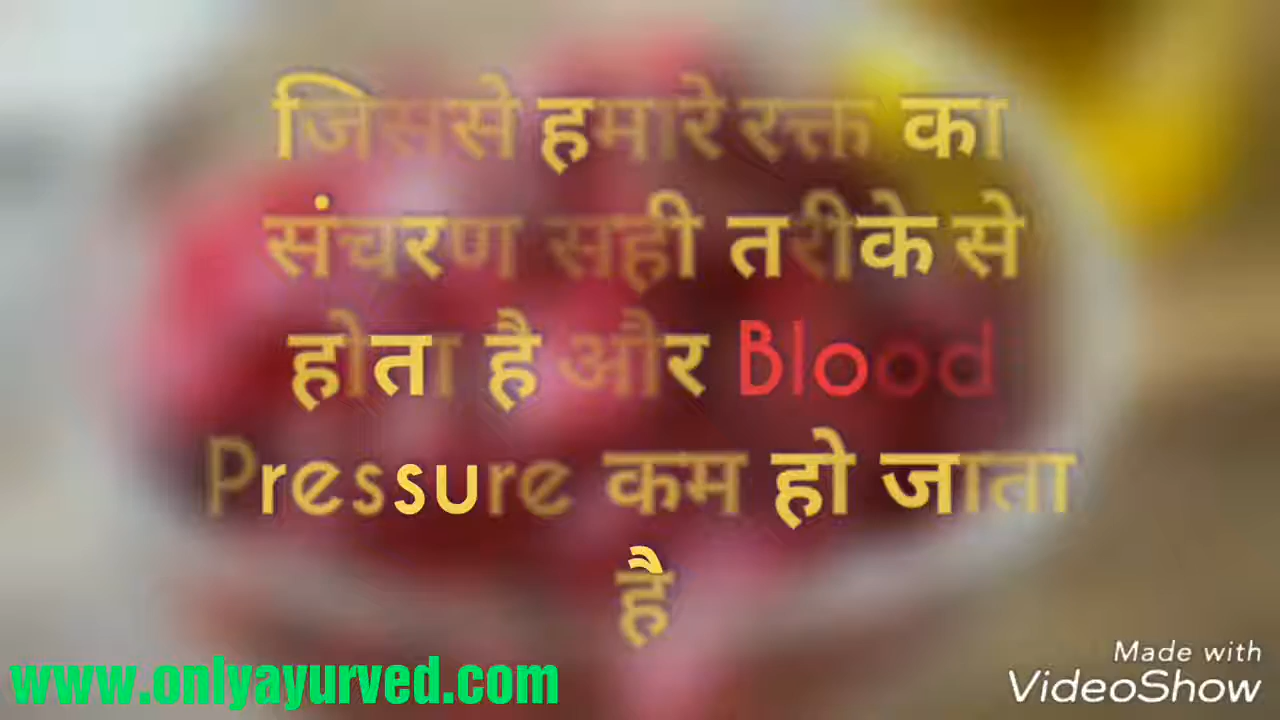 जिससे हमारे रक्त का
संचरण सही तरीके से
होता है और Blood
Pressure कम हो जाता
है
www.onlyayurved.com
Made with
VideoShow